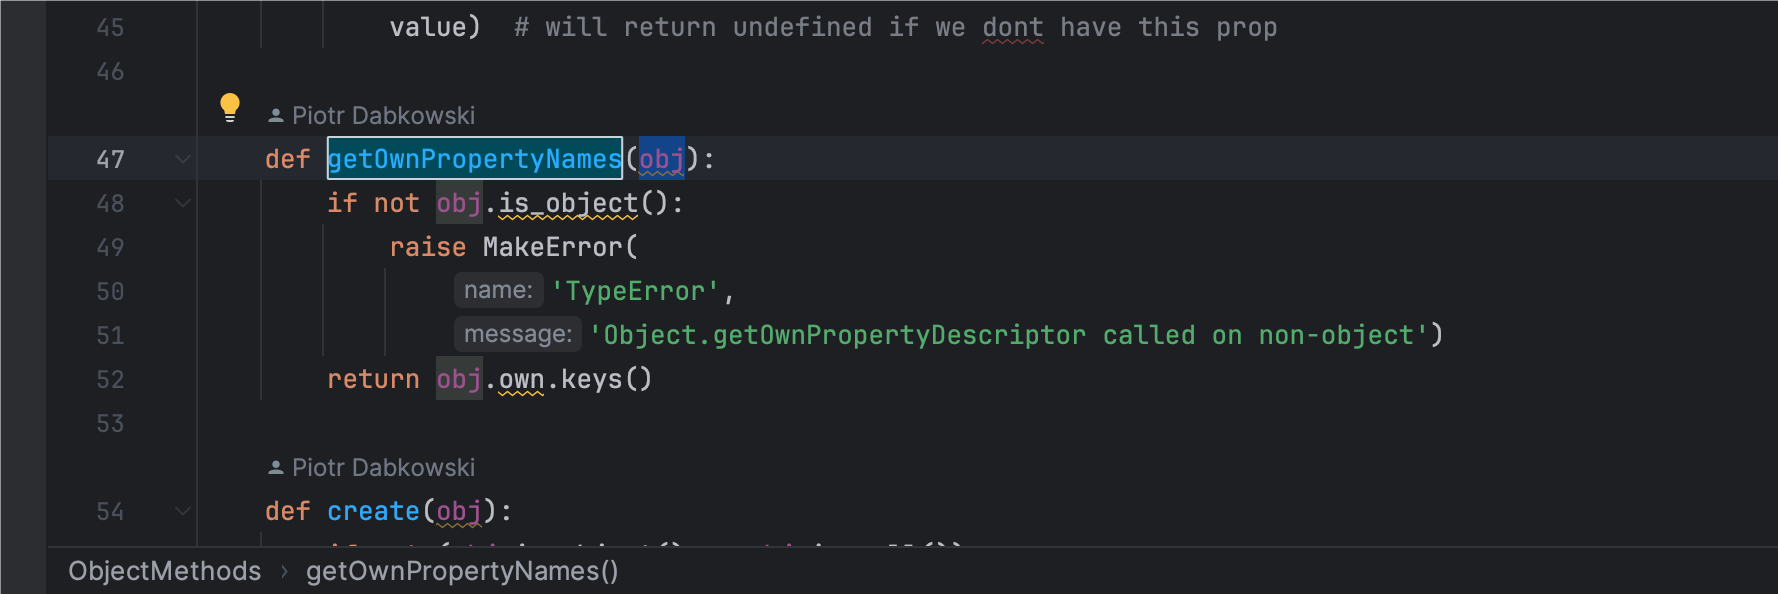 45 value) # will return undefined if we dont have this prop
46
Piotr Dabkowski
47 def getOwnPropertyNames(obj):
48 if not obj.is_object():
49 raise MakeError(
50 name: 'TypeError',
51 message: 'Object.getOwnPropertyDescriptor called on non-object')
52 return obj.own.keys()
53
Piotr Dabkowski
54 def create(obj):
ObjectMethods › getOwnPropertyNames()